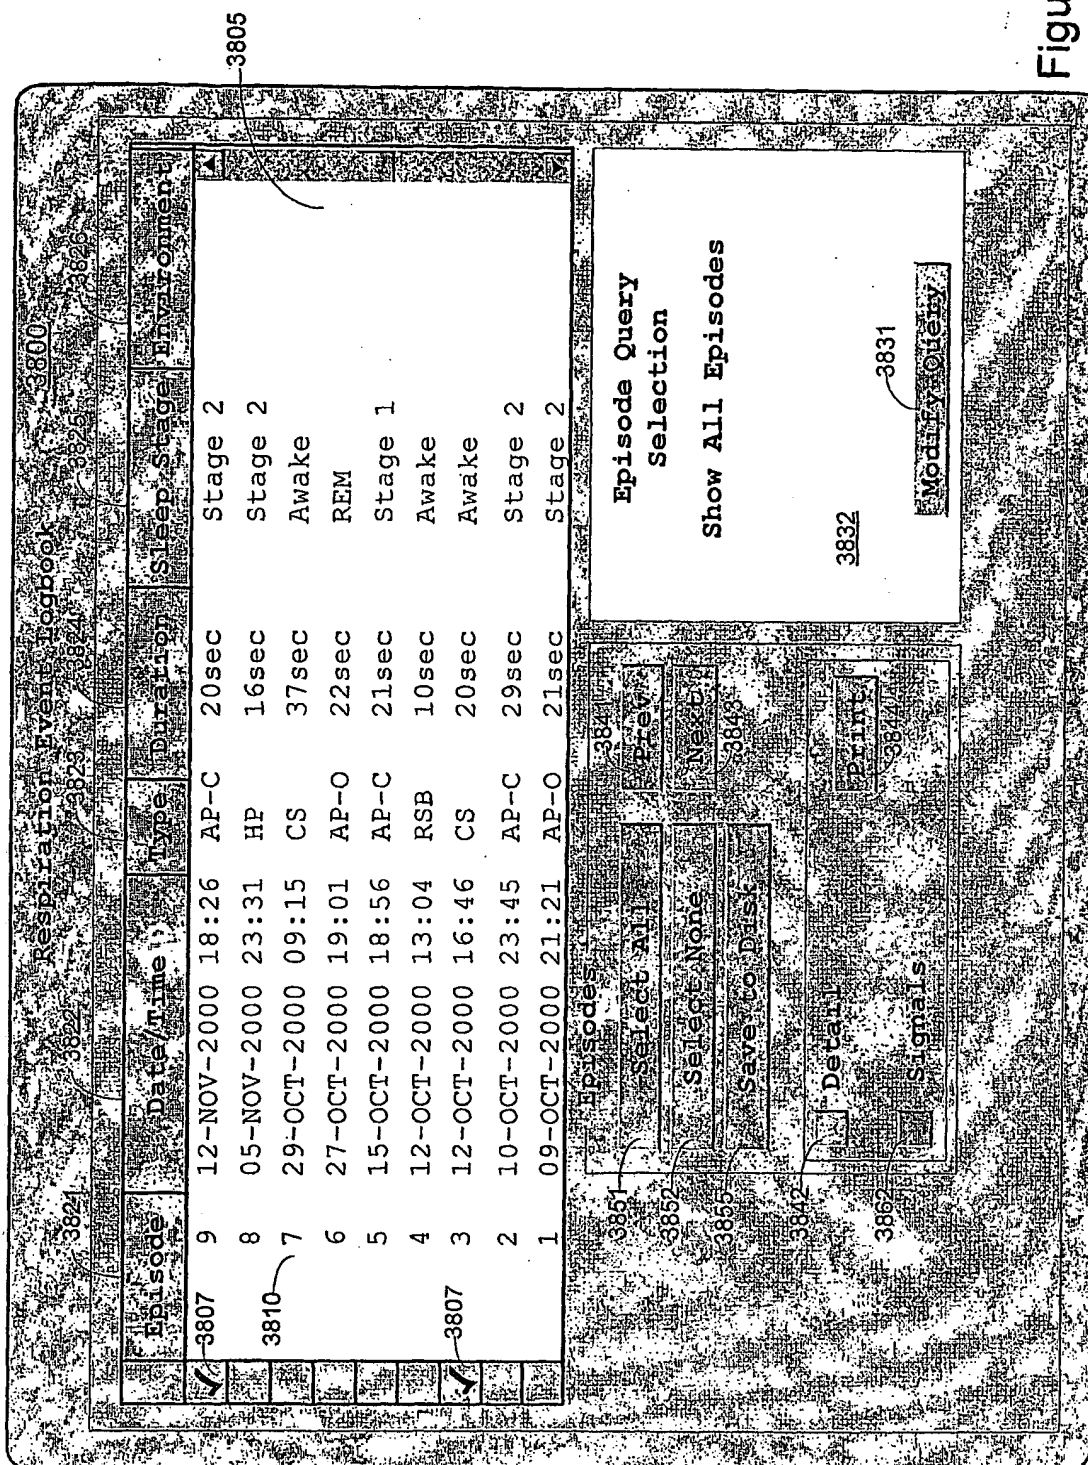 Respiration Event Logbook 3800
3821 3822 3823 3824 3825 3826
Episode Date/Time Type Duration Sleep Stage Environment
3805
3807
9 12-NOV-2000 18:26 AP-C 20sec Stage 2
8 05-NOV-2000 23:31 HP 16sec Stage 2
3810
7 29-OCT-2000 09:15 CS 37sec Awake
6 27-OCT-2000 19:01 AP-O 22sec REM
5 15-OCT-2000 18:56 AP-C 21sec Stage 1
4 12-OCT-2000 13:04 RSB 10sec Awake
3807
3 12-OCT-2000 16:46 CS 20sec Awake
2 10-OCT-2000 23:45 AP-C 29sec Stage 2
1 09-OCT-2000 21:21 AP-O 21sec Stage 2
Episodes
3851 Select All 3841 Prev
3852 Select None Next
3855 Save to Disk 3843
3842 Detail Print
3862 Signals 3844
Episode Query
Selection
Show All Episodes
3832
3831
Modify Query